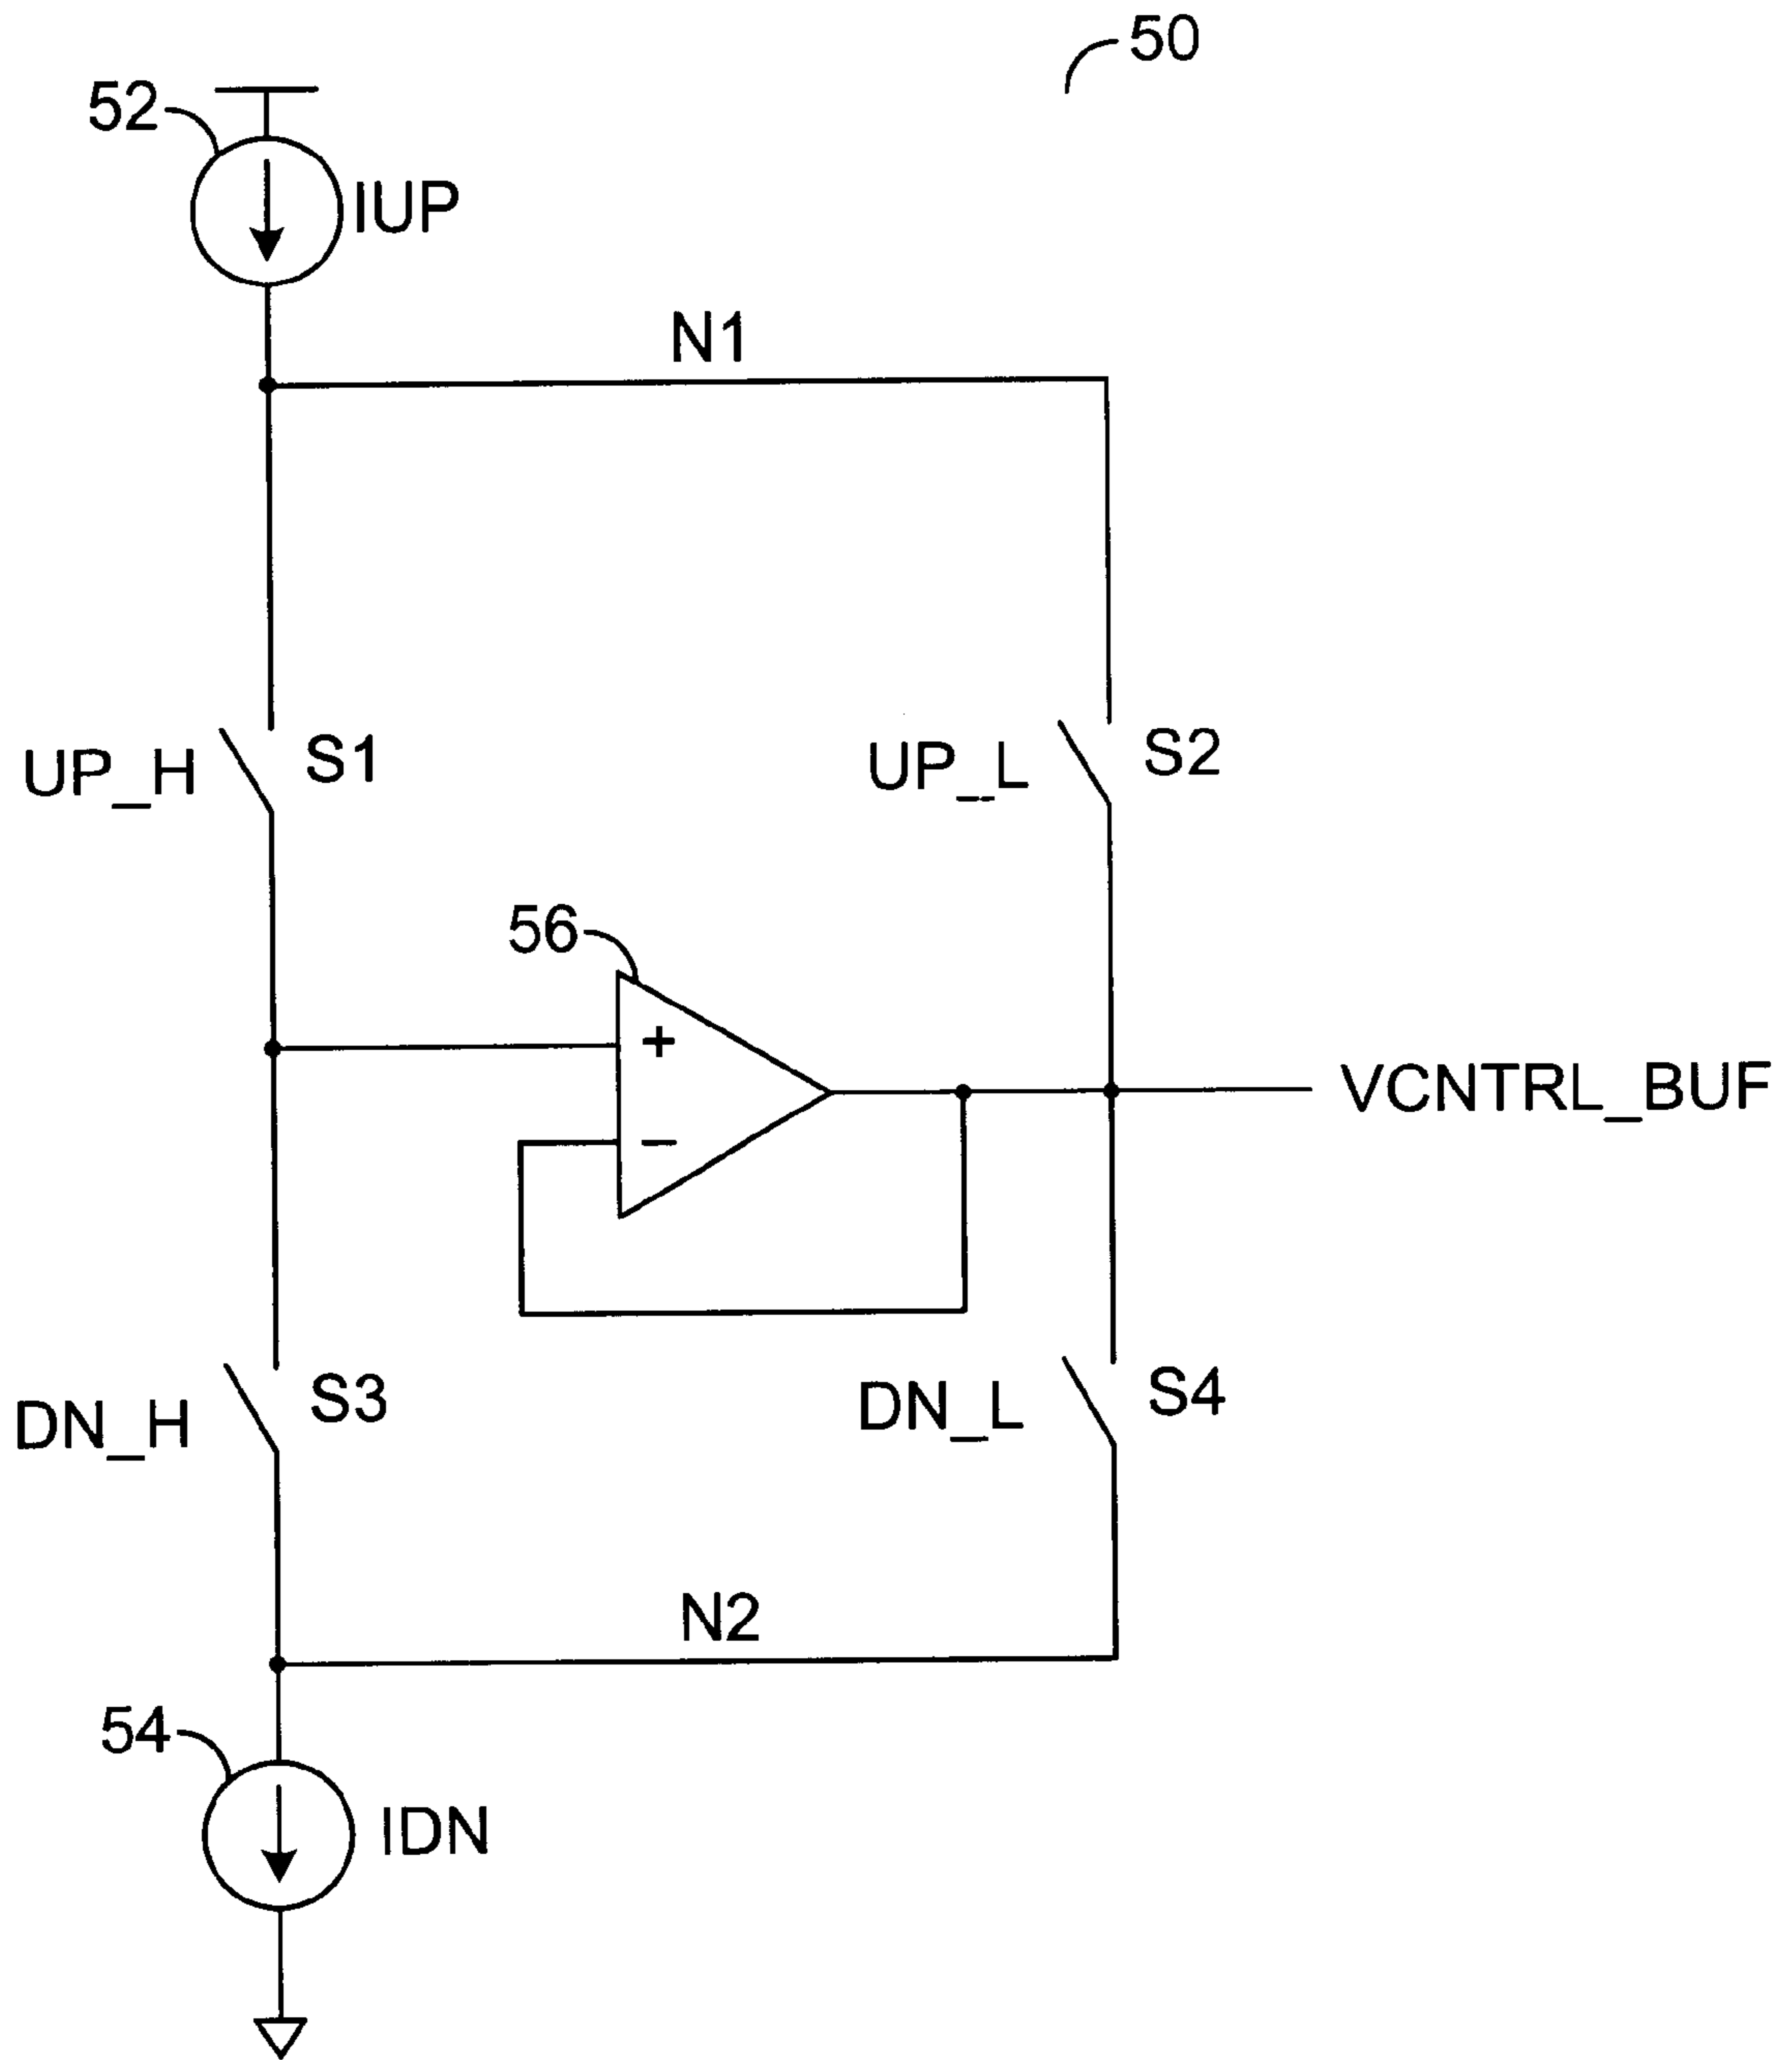 50
52
IUP
N1
UP_H
S1
UP_L
S2
56
+
−
VCNTRL_BUF
DN_H
S3
DN_L
S4
N2
54
IDN